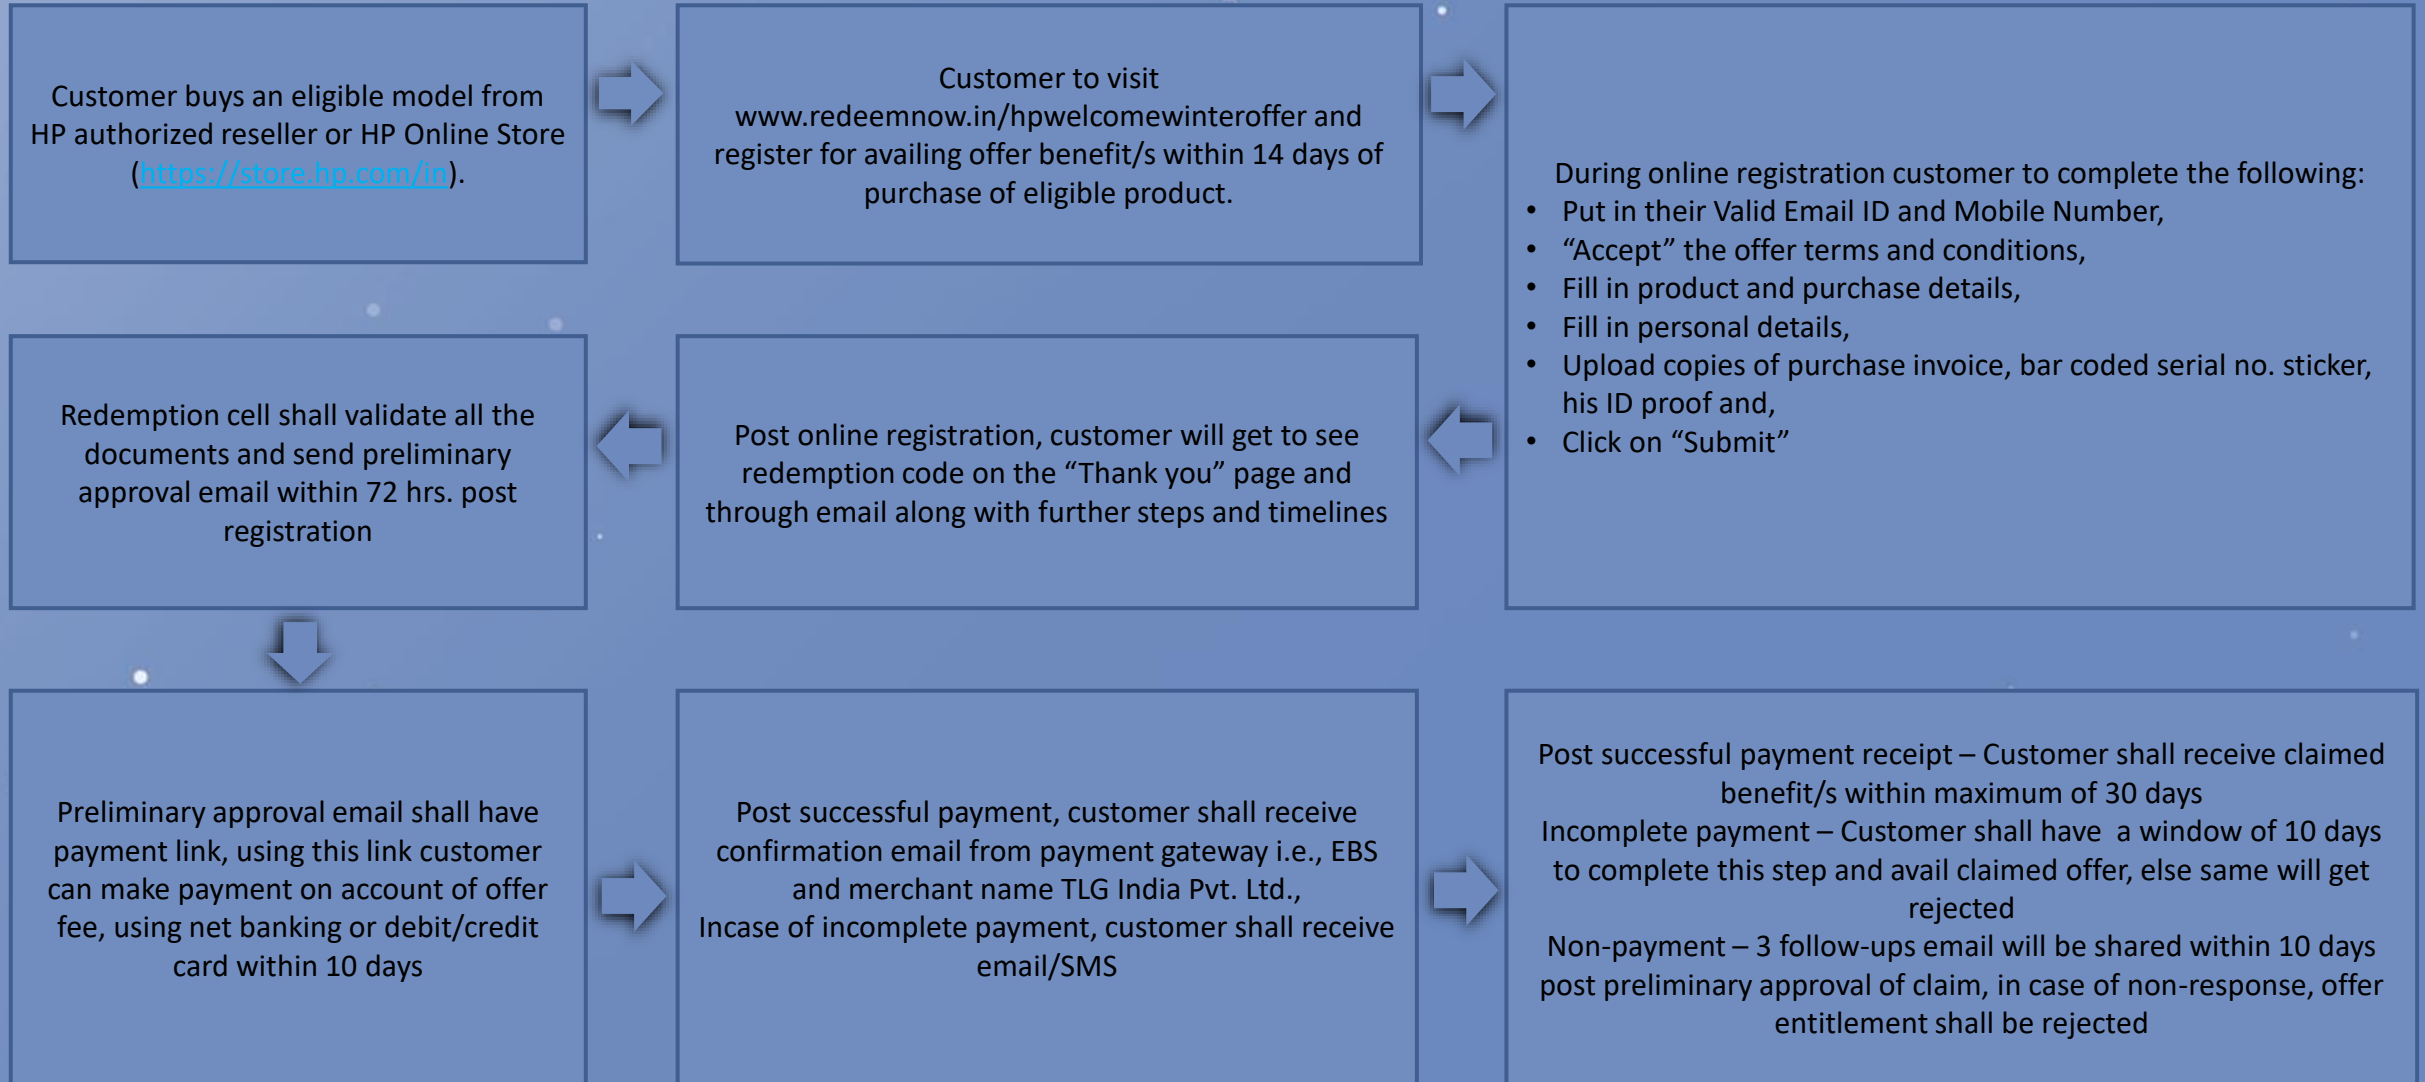 Customer buys an eligible model from
HP authorized reseller or HP Online Store
(https://store.hp.com/in).
Customer to visit
www.redeemnow.in/hpwelcomewinteroffer and
register for availing offer benefit/s within 14 days of
purchase of eligible product.
During online registration customer to complete the following:
• Put in their Valid Email ID and Mobile Number,
• “Accept” the offer terms and conditions,
• Fill in product and purchase details,
• Fill in personal details,
• Upload copies of purchase invoice, bar coded serial no. sticker,
his ID proof and,
• Click on “Submit”
Post online registration, customer will get to see
redemption code on the “Thank you” page and
through email along with further steps and timelines
Redemption cell shall validate all the
documents and send preliminary
approval email within 72 hrs. post
registration
Preliminary approval email shall have
payment link, using this link customer
can make payment on account of offer
fee, using net banking or debit/credit
card within 10 days
Post successful payment, customer shall receive
confirmation email from payment gateway i.e., EBS
and merchant name TLG India Pvt. Ltd.,
Incase of incomplete payment, customer shall receive
email/SMS
Post successful payment receipt – Customer shall receive claimed
benefit/s within maximum of 30 days
Incomplete payment – Customer shall have  a window of 10 days
to complete this step and avail claimed offer, else same will get
rejected
Non-payment – 3 follow-ups email will be shared within 10 days
post preliminary approval of claim, in case of non-response, offer
entitlement shall be rejected